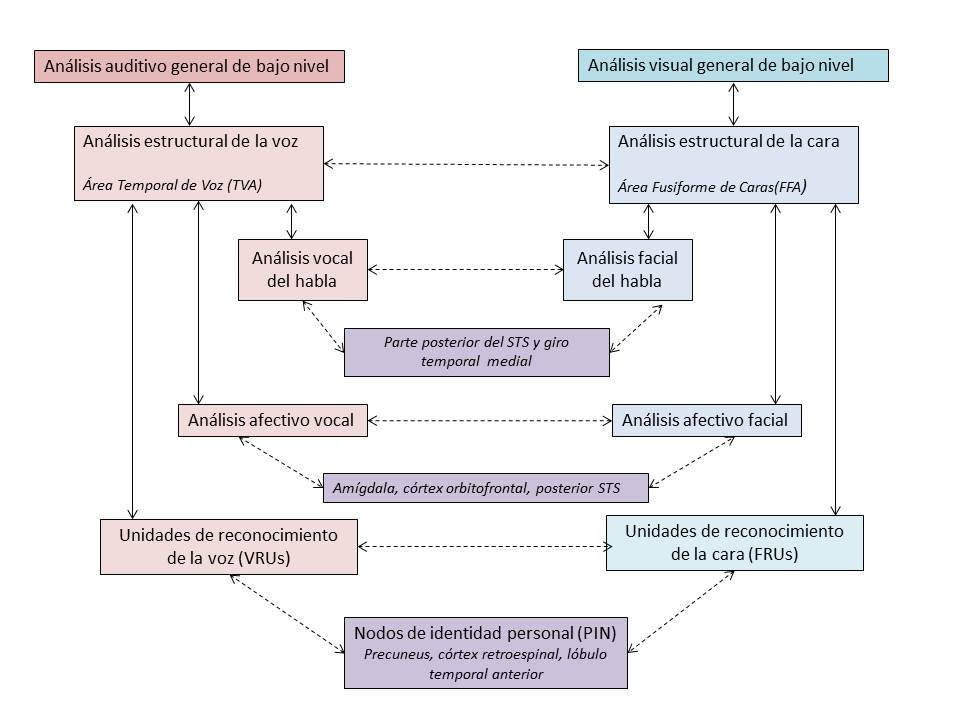 Análisis auditivo general de bajo nivel
Análisis visual general de bajo nivel
Análisis estructural de la voz
Área Temporal de Voz (TVA)
Análisis estructural de la cara
Área Fusiforme de Caras(FFA)
Análisis vocal
del habla
Análisis facial
del habla
Parte posterior del STS y giro
temporal medial
Análisis afectivo vocal
Análisis afectivo facial
Amígdala, córtex orbitofrontal, posterior STS
Unidades de reconocimiento
de la voz (VRUs)
Unidades de reconocimiento
de la cara (FRUs)
Nodos de identidad personal (PIN)
Precuneus, córtex retroespinal, lóbulo
temporal anterior